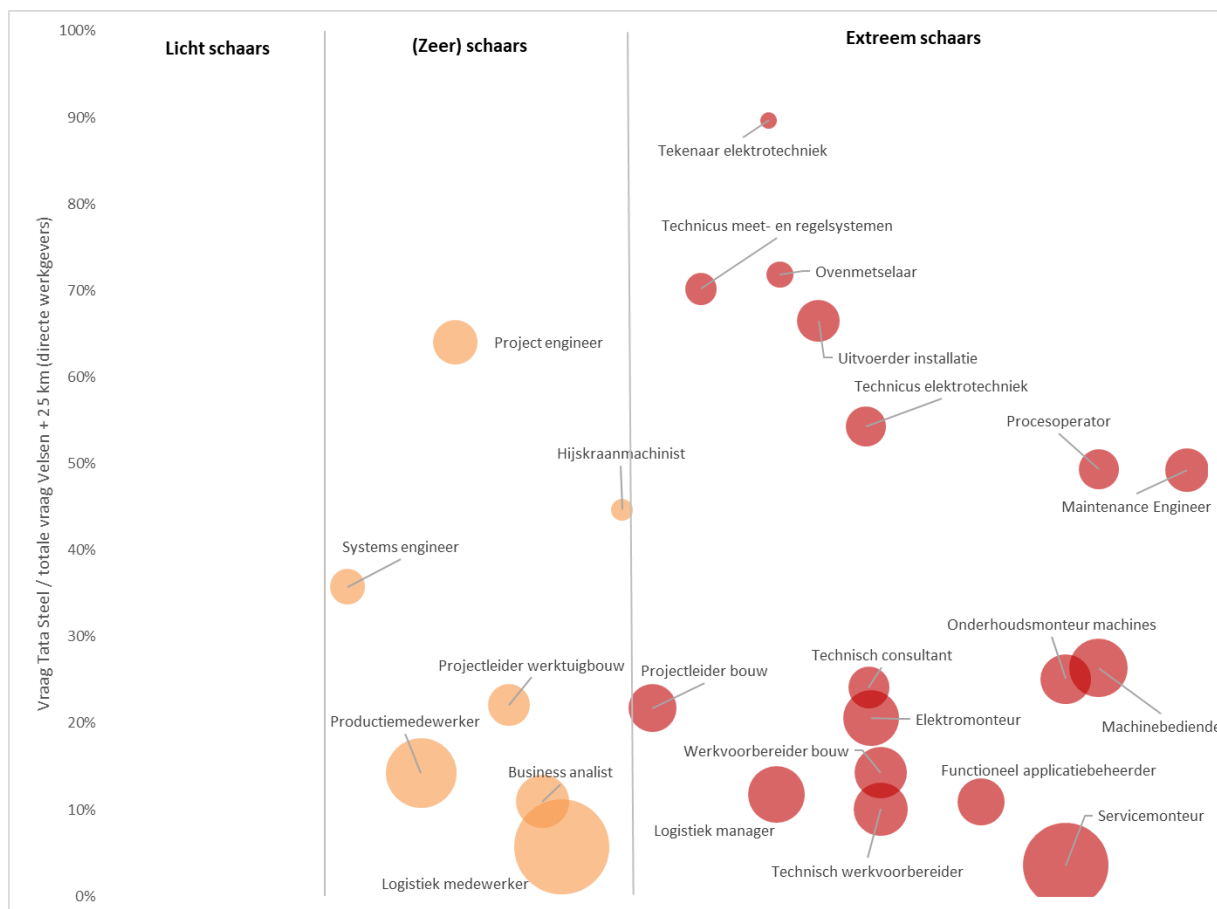 Licht schaars
(Zeer) schaars
Extreem schaars
Vraag Tata Steel / totale vraag Velsen + 25 km (directe werkgevers)
100%
90%
80%
70%
60%
50%
40%
30%
20%
10%
0%
Tekenaar elektrotechniek
Technicus meet- en regelsystemen
Ovenmetselaar
Project engineer
Uitvoerder installatie
Technicus elektrotechniek
Procesoperator
Hijskraanmachinist
Maintenance Engineer
Systems engineer
Onderhoudsmonteur machines
Technisch consultant
Projectleider werktuigbouw
Projectleider bouw
Productiemedewerker
Elektromonteur
Machinebediende
Werkvoorbereider bouw
Business analist
Functioneel applicatiebeheerder
Servicemonteur
Logistiek manager
Technisch werkvoorbereider
Logistiek medewerker